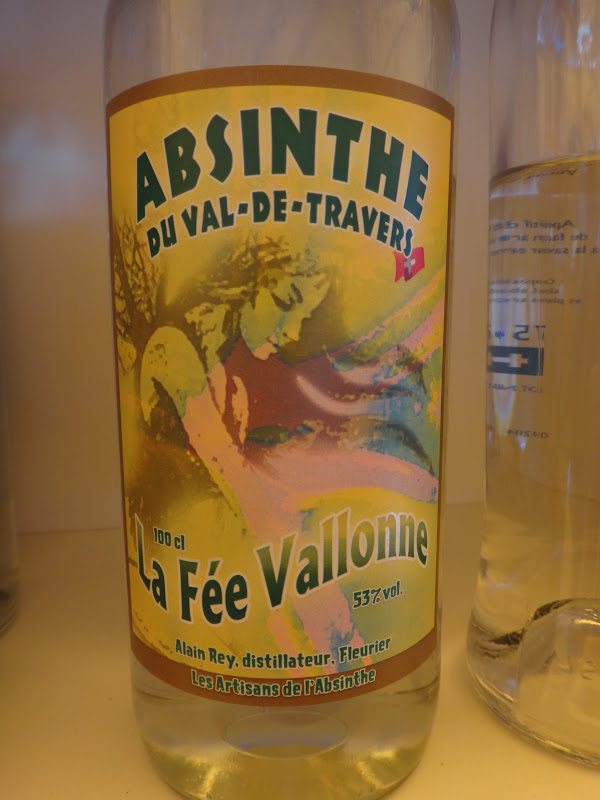 ABSINTHE
DU VAL-DE-TRAVERS
100 cl
La Fée Vallonne
53% vol.
Alain Rey, distillateur, Fleurier
Les Artisans de l'Absinthe